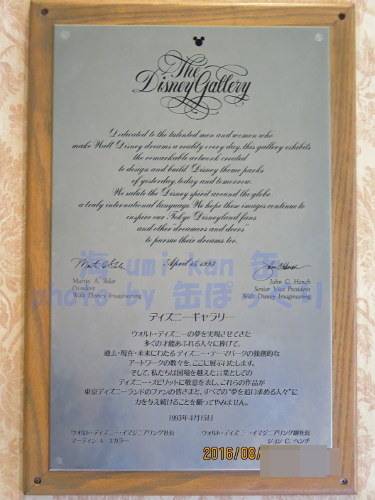 The
Disney Gallery
Dedicated to the talented men and women who
make Walt Disney dreams a reality every day, this gallery exhibits
the remarkable artwork created
to design and build Disney theme parks
of yesterday, today and tomorrow.
We salute the Disney spirit around the globe
a truly international language. We hope these images continue to
inspire our Tokyo Disneyland fans
and other "dreamers and doers"
to pursue their dreams too.
April 15, 1993
Martin A. Sklar
President
Walt Disney Imagineering
John C. Hench
Senior Vice President
Walt Disney Imagineering
umi kan
photo by 缶ぽっくり
ディズニーギャラリー
ウォルト・ディズニーの夢を実現させてきた
多くの才能あふれる人々に捧げて、
過去・現在・未来にわたるディズニー・テーマパークの独創的な
アートワークの数々を、ここに展示いたします。
そして、私たちは国境を越えた言葉としての
ディズニー・スピリットに敬意を表し、これらの作品が
東京ディズニーランドのファンの皆さまと、すべての“夢を追い求める人々”に
力を与え続けることを願ってやみません。
1993年4月15日
ウォルト・ディズニー・イマジニアリング社長
マーティン A. スカラー
ウォルト・ディズニー・イマジニアリング副社長
ジョン C. ヘンチ
2016/08/